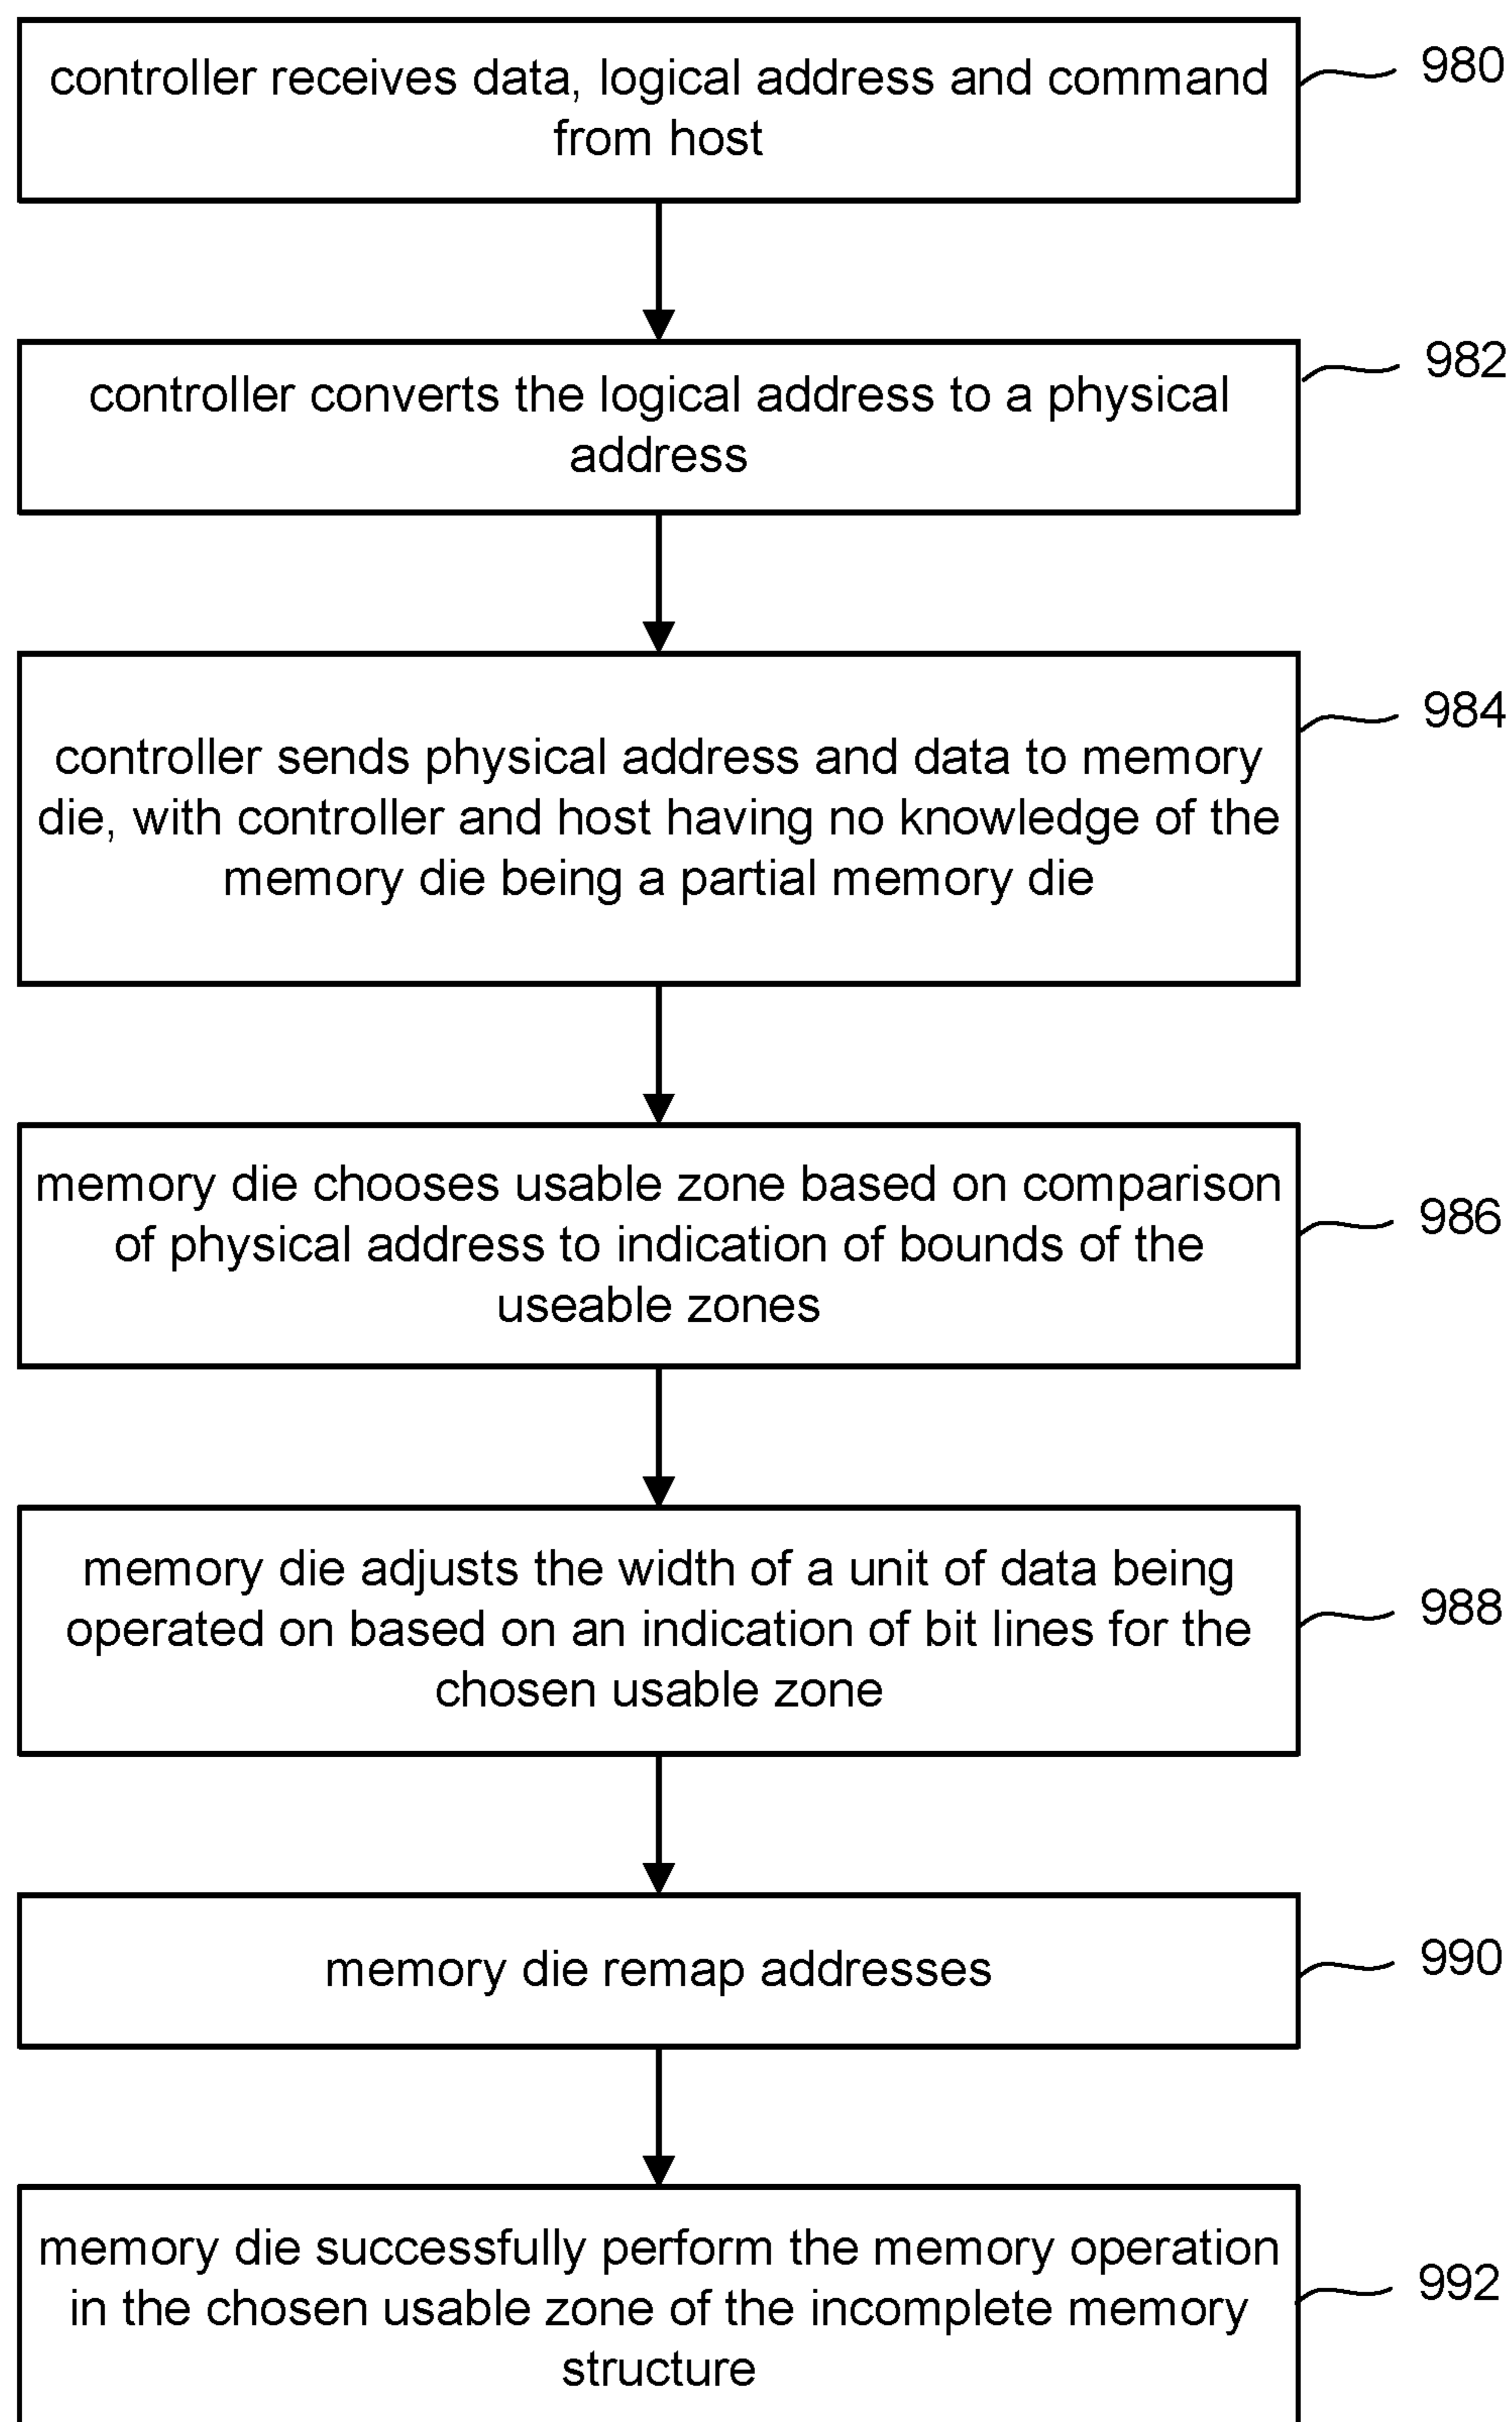 controller receives data, logical address and command
from host
980
controller converts the logical address to a physical
address
982
controller sends physical address and data to memory
die, with controller and host having no knowledge of the
memory die being a partial memory die
984
memory die chooses usable zone based on comparison
of physical address to indication of bounds of the
useable zones
986
memory die adjusts the width of a unit of data being
operated on based on an indication of bit lines for the
chosen usable zone
988
memory die remap addresses
990
memory die successfully perform the memory operation
in the chosen usable zone of the incomplete memory
structure
992